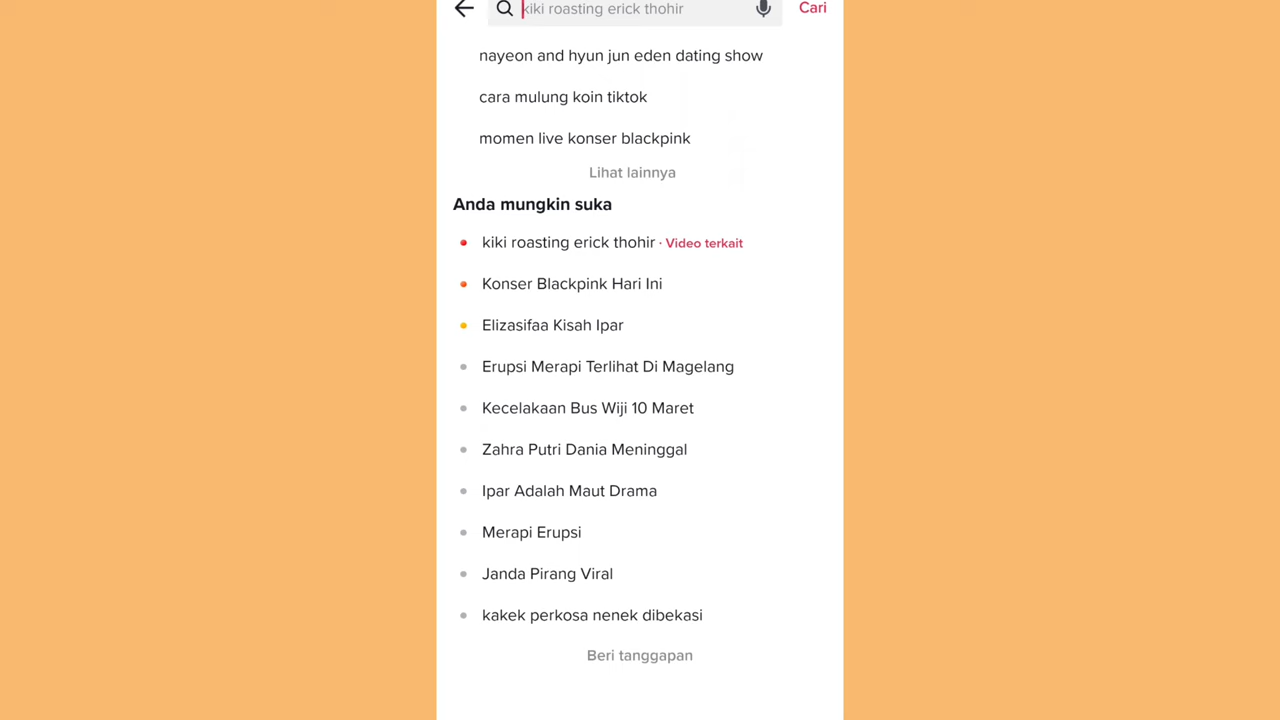 kiki roasting erick thohir Cari
nayeon and hyun jun eden dating show
cara mulung koin tiktok
momen live konser blackpink
Lihat lainnya
Anda mungkin suka
kiki roasting erick thohir · Video terkait
Konser Blackpink Hari Ini
Elizasifaa Kisah Ipar
Erupsi Merapi Terlihat Di Magelang
Kecelakaan Bus Wiji 10 Maret
Zahra Putri Dania Meninggal
Ipar Adalah Maut Drama
Merapi Erupsi
Janda Pirang Viral
kakek perkosa nenek dibekasi
Beri tanggapan